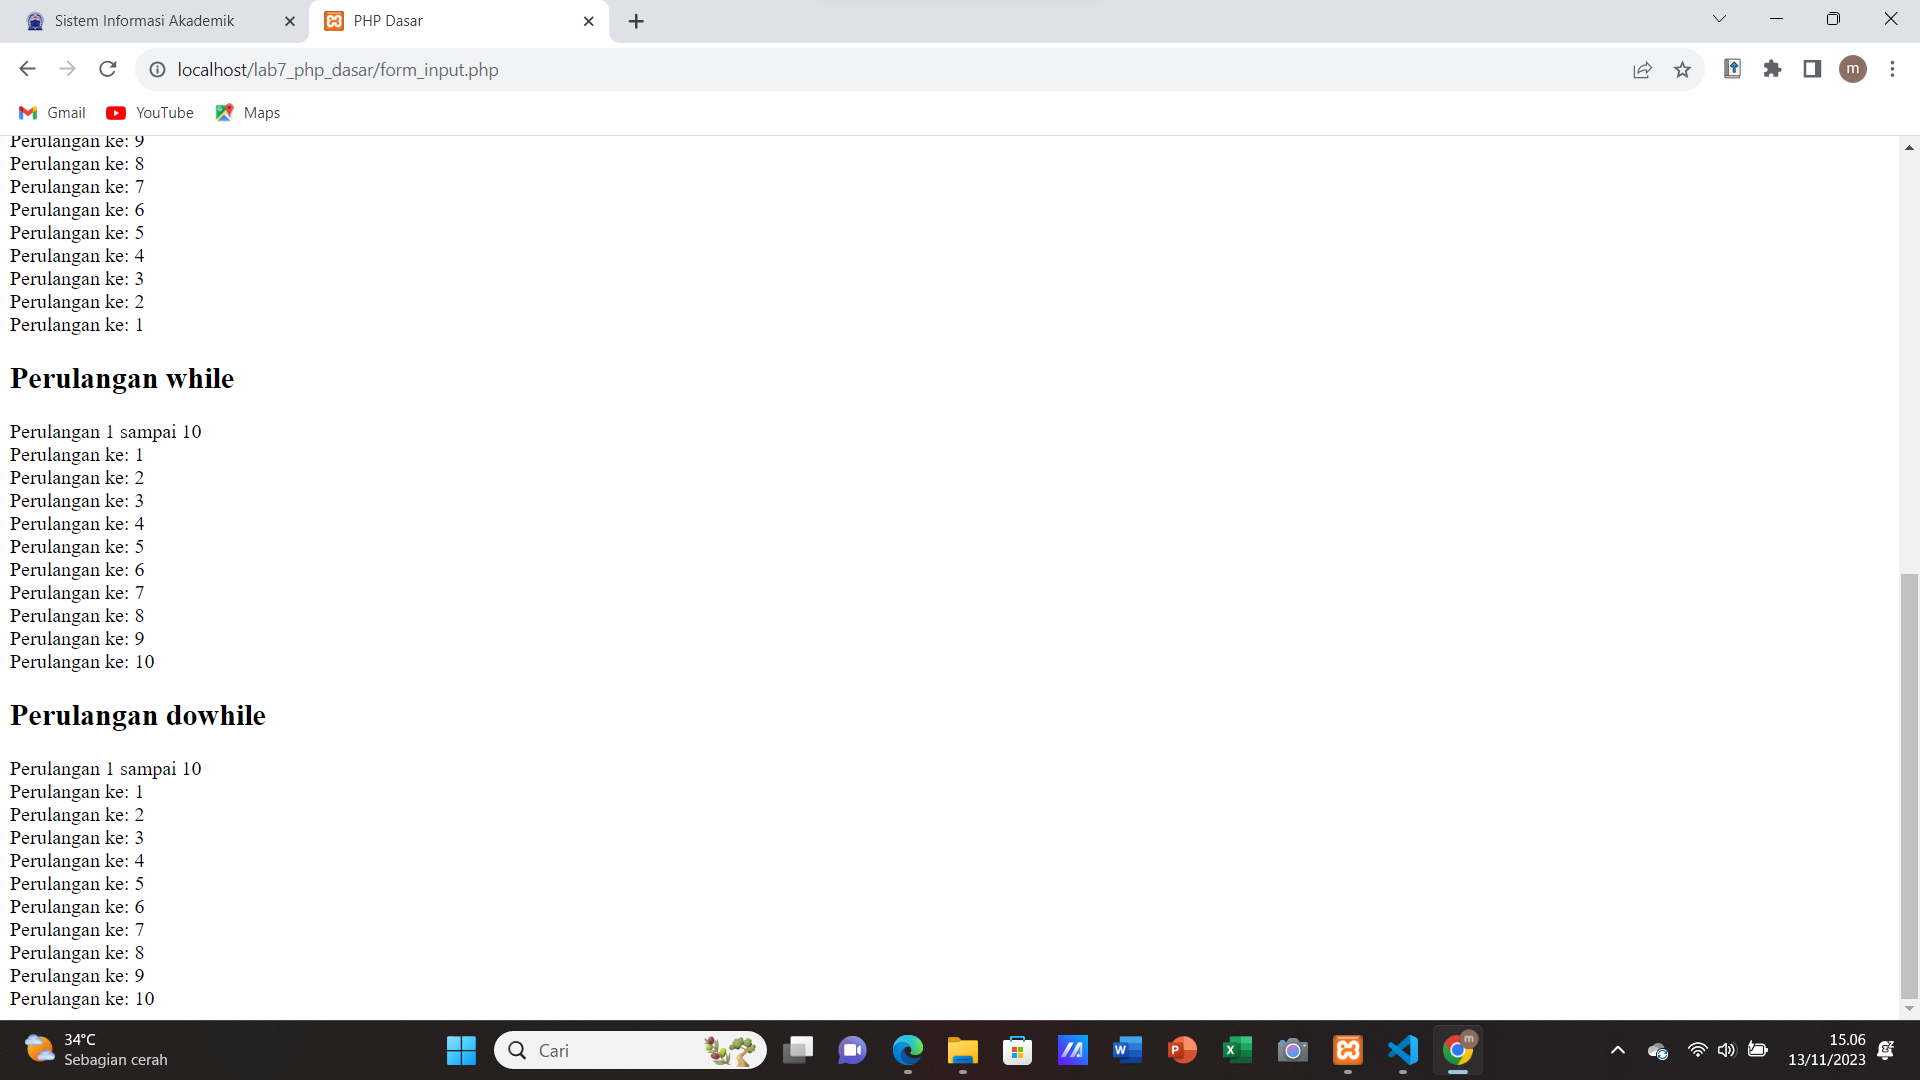 Sistem Informasi Akademik
PHP Dasar
localhost/lab7_php_dasar/form_input.php
m
Gmail
YouTube
Maps
Perulangan ke: 9
Perulangan ke: 8
Perulangan ke: 7
Perulangan ke: 6
Perulangan ke: 5
Perulangan ke: 4
Perulangan ke: 3
Perulangan ke: 2
Perulangan ke: 1
Perulangan while
Perulangan 1 sampai 10
Perulangan ke: 1
Perulangan ke: 2
Perulangan ke: 3
Perulangan ke: 4
Perulangan ke: 5
Perulangan ke: 6
Perulangan ke: 7
Perulangan ke: 8
Perulangan ke: 9
Perulangan ke: 10
Perulangan dowhile
Perulangan 1 sampai 10
Perulangan ke: 1
Perulangan ke: 2
Perulangan ke: 3
Perulangan ke: 4
Perulangan ke: 5
Perulangan ke: 6
Perulangan ke: 7
Perulangan ke: 8
Perulangan ke: 9
Perulangan ke: 10
34°C
Sebagian cerah
Cari
15.06
13/11/2023